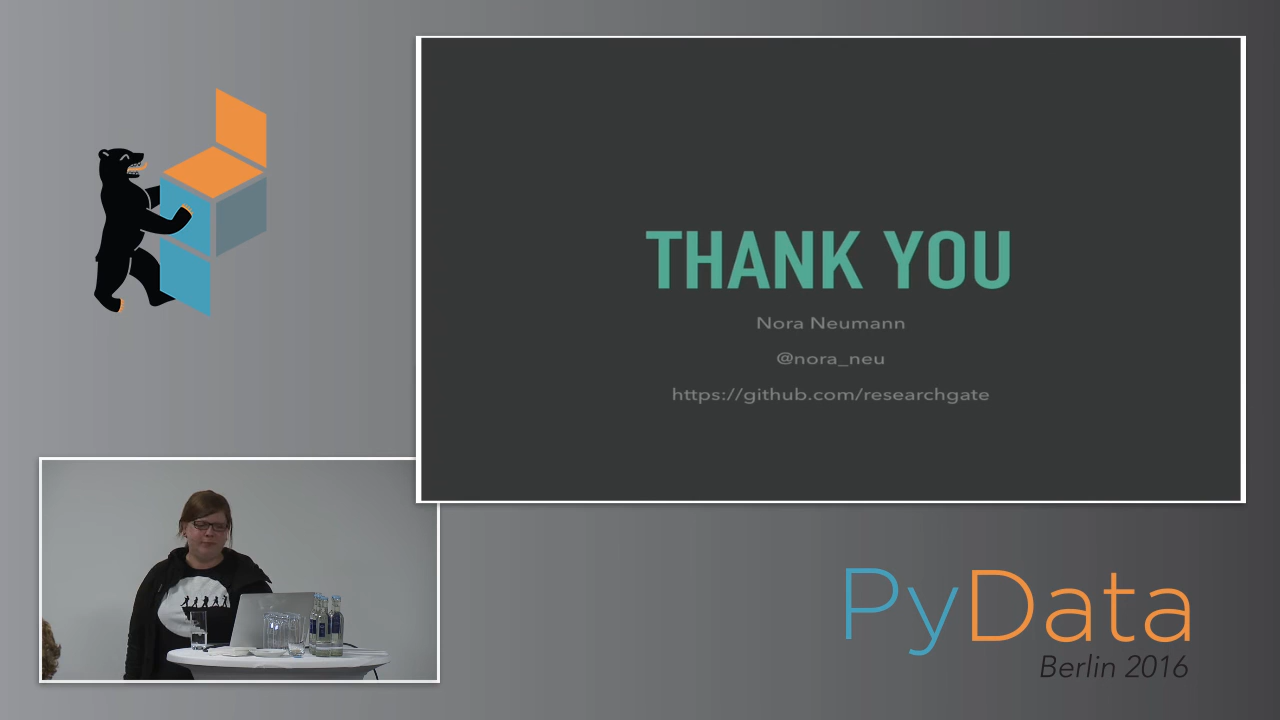 THANK YOU
Nora Neumann
@nora_neu
https://github.com/researchgate
PyData
Berlin 2016